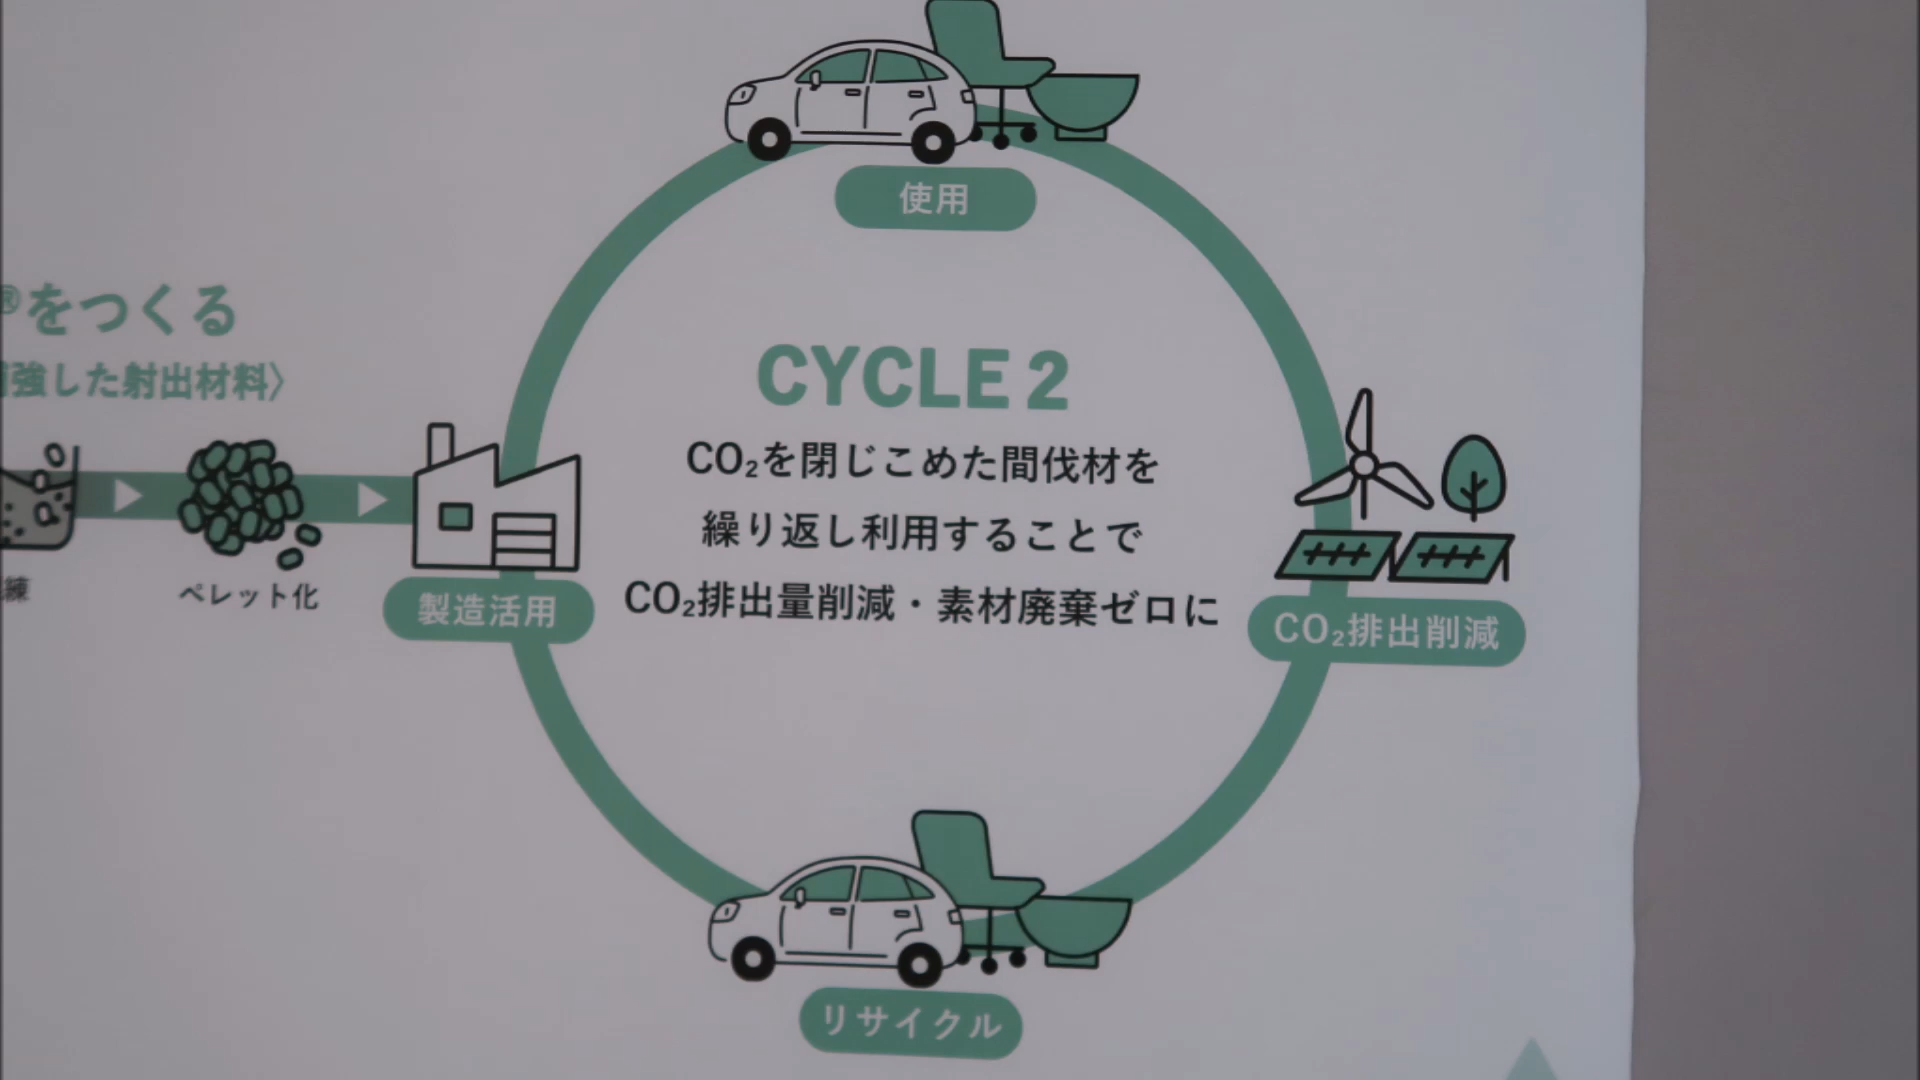 使用
®をつくる
強した射出材料〉
CYCLE 2
CO₂を閉じこめた間伐材を
繰り返し利用することで
CO₂排出量削減・素材廃棄ゼロに
練
ペレット化
製造活用
CO₂排出削減
リサイクル